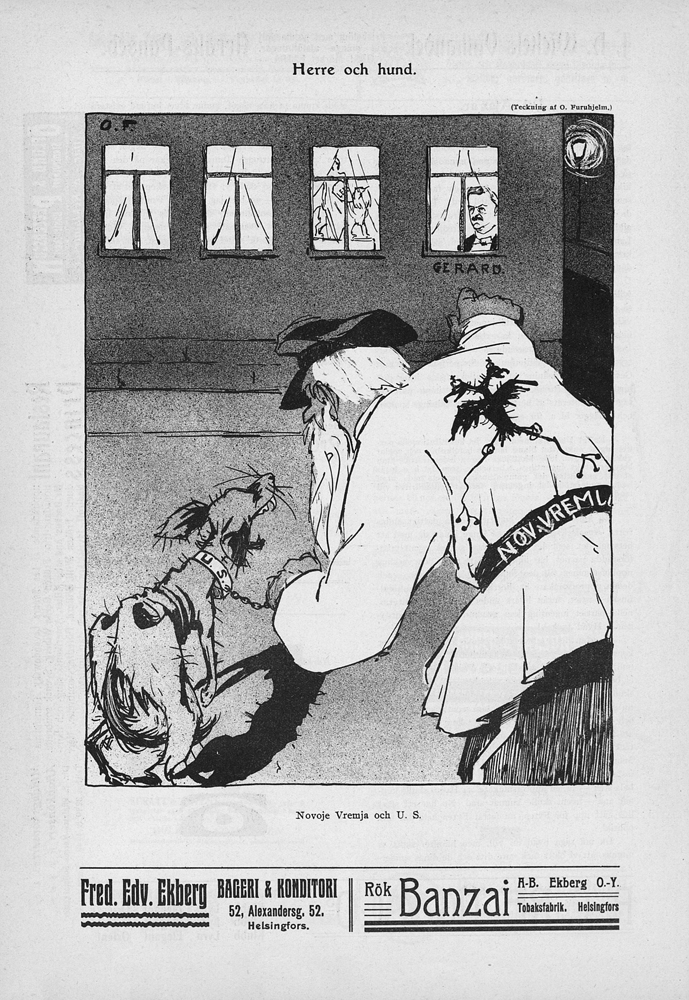 Herre och hund.
(Teckning af O. Furuhjelm.)
O. F.
GERARD.
U S
NOV. VREML
Novoje Vremja och U. S.
Fred. Edv. Ekberg
BAGERI & KONDITORI
52, Alexandersg. 52.
Helsingfors.
Rök
Banzai
A-B. Ekberg O.-Y.
Tobaksfabrik. Helsingfors